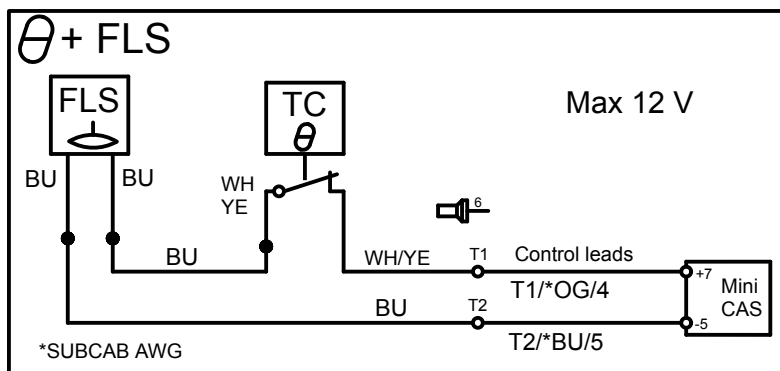 θ + FLS
FLS
TC
θ
Max 12 V
BU
BU
WH
YE
6
BU
WH/YE
T1
Control leads
+7
T1/*OG/4
Mini
CAS
BU
T2
-5
T2/*BU/5
*SUBCAB AWG